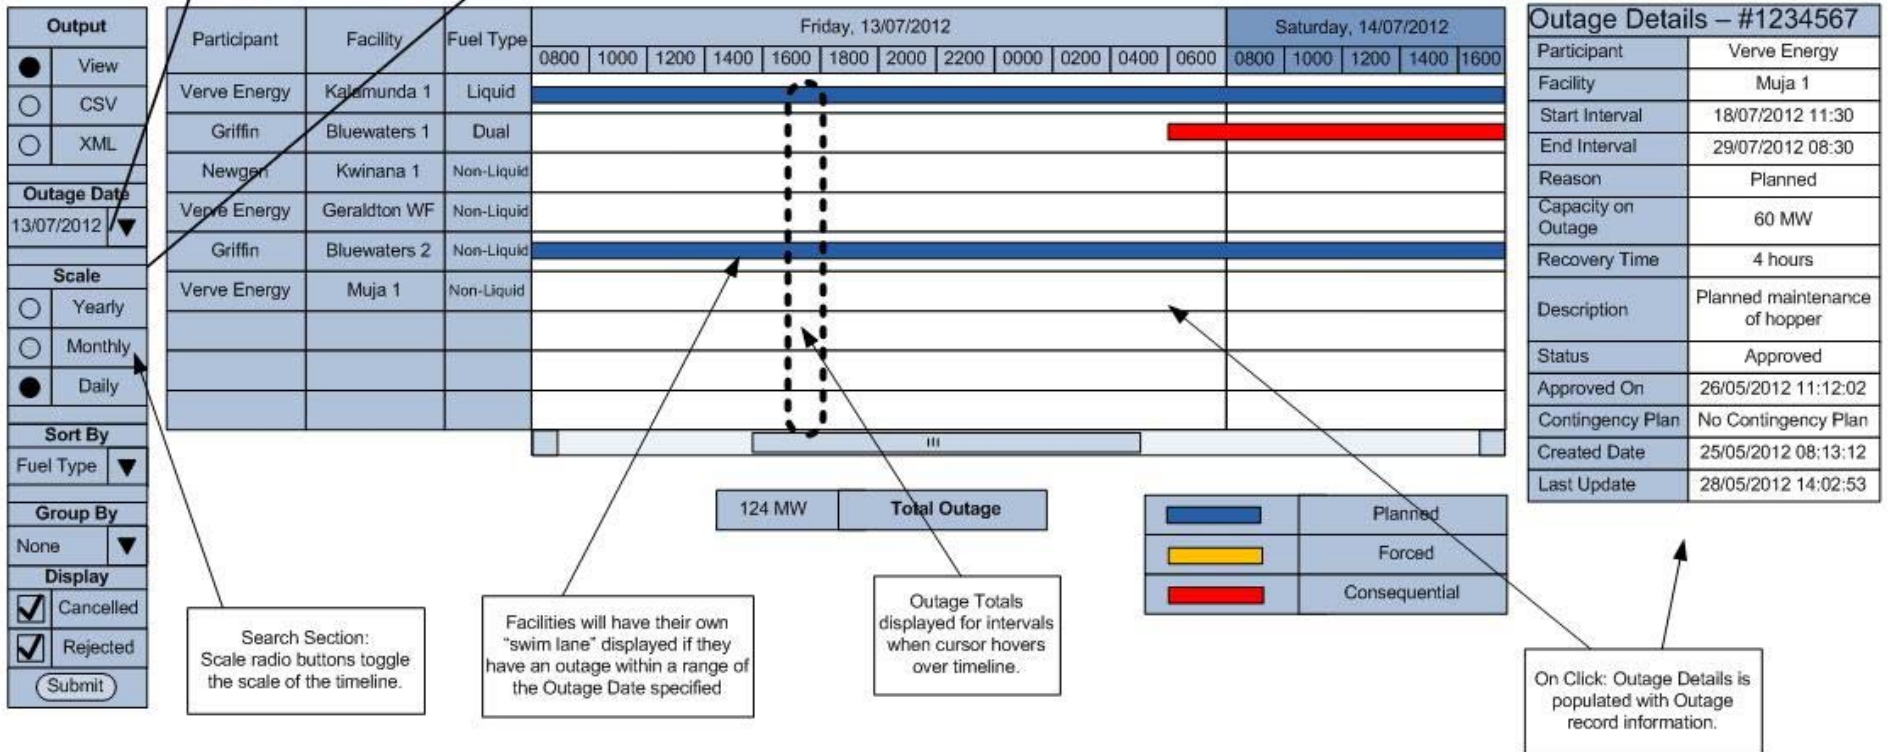 Output
View
CSV
XML
Outage Date
13/07/2012
Scale
Yearly
Monthly
Daily
Sort By
Fuel Type
Group By
None
Display
Cancelled
Rejected
Submit
Participant Facility Fuel Type
Friday, 13/07/2012 Saturday, 14/07/2012
0800 1000 1200 1400 1600 1800 2000 2200 0000 0200 0400 0600 0800 1000 1200 1400 1600
Verve Energy Kalamunda 1 Liquid
Griffin Bluewaters 1 Dual
Newgen Kwinana 1 Non-Liquid
Verve Energy Geraldton WF Non-Liquid
Griffin Bluewaters 2 Non-Liquid
Verve Energy Muja 1 Non-Liquid
124 MW Total Outage
Planned
Forced
Consequential
Search Section:
Scale radio buttons toggle
the scale of the timeline.
Facilities will have their own
“swim lane” displayed if they
have an outage within a range of
the Outage Date specified
Outage Totals
displayed for intervals
when cursor hovers
over timeline.
On Click: Outage Details is
populated with Outage
record information.
Outage Details – #1234567
Participant Verve Energy
Facility Muja 1
Start Interval 18/07/2012 11:30
End Interval 29/07/2012 08:30
Reason Planned
Capacity on
Outage 60 MW
Recovery Time 4 hours
Description Planned maintenance
of hopper
Status Approved
Approved On 26/05/2012 11:12:02
Contingency Plan No Contingency Plan
Created Date 25/05/2012 08:13:12
Last Update 28/05/2012 14:02:53